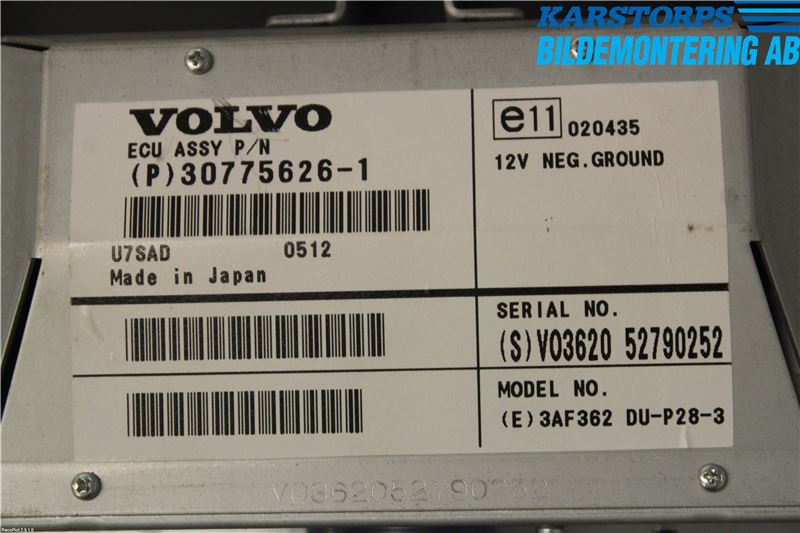 KARSTORPS
BILDEMONTERING AB
VOLVO
ECU ASSY P/N
(P)30775626-1
U7SAD 0512
Made in Japan
e11 020435
12V NEG.GROUND
SERIAL NO.
(S)V03620 52790252
MODEL NO.
(E)3AF362 DU-P28-3
V0362052790252